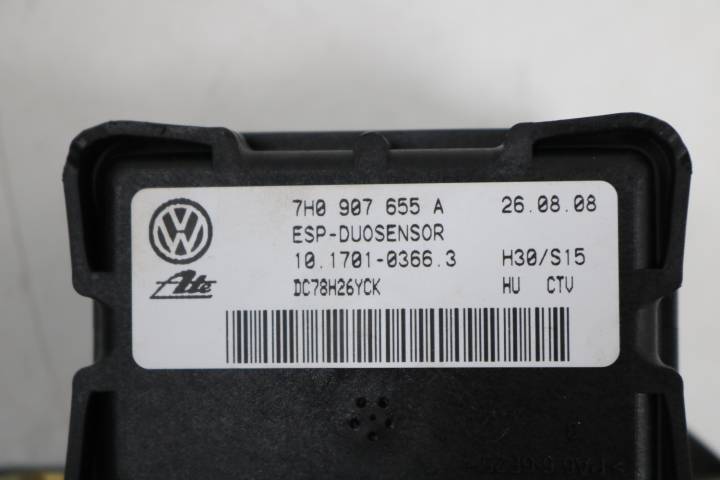 7H0 907 655 A 26.08.08
ESP-DUOSENSOR
10.1701-0366.3 H30/S15
Ate DC78H26YCK HU CTV